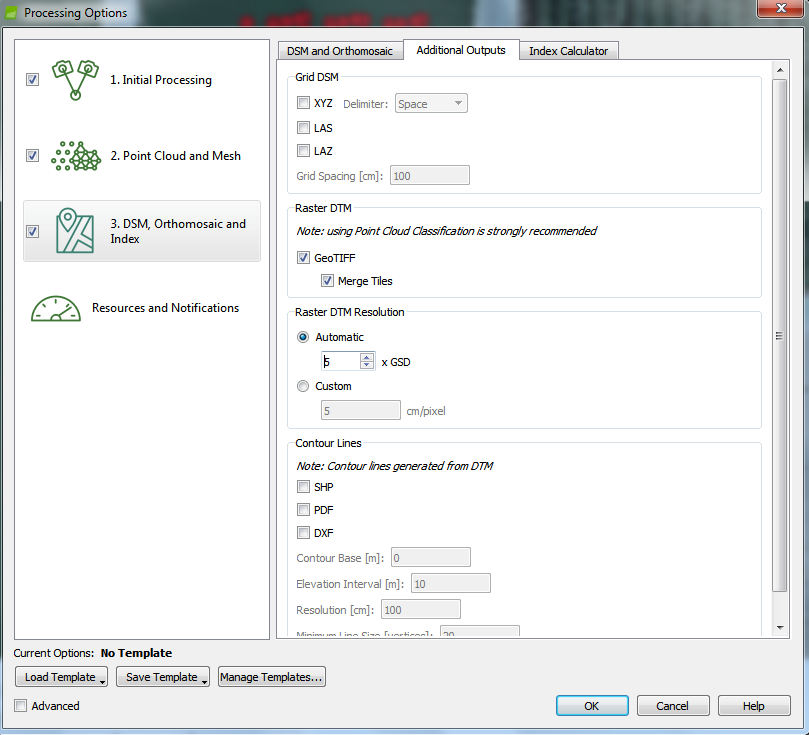 Processing Options
1. Initial Processing
2. Point Cloud and Mesh
3. DSM, Orthomosaic and
Index
Resources and Notifications
DSM and Orthomosaic
Additional Outputs
Index Calculator
Grid DSM
XYZ
Delimiter:
Space
LAS
LAZ
Grid Spacing [cm]:
100
Raster DTM
Note: using Point Cloud Classification is strongly recommended
GeoTIFF
Merge Tiles
Raster DTM Resolution
Automatic
5
x GSD
Custom
5
cm/pixel
Contour Lines
Note: Contour lines generated from DTM
SHP
PDF
DXF
Contour Base [m]:
0
Elevation Interval [m]:
10
Resolution [cm]:
100
Minimum Line Size [vertices]:
20
Current Options: No Template
Load Template
Save Template
Manage Templates...
Advanced
OK
Cancel
Help